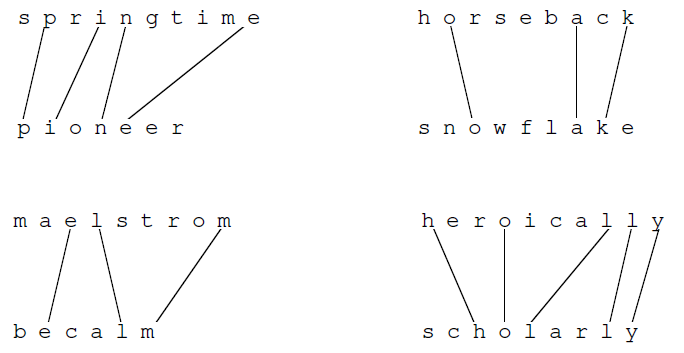 s p r i n g t i m e
h o r s e b a c k
p i o n e e r
s n o w f l a k e
m a e l s t r o m
h e r o i c a l l y
b e c a l m
s c h o l a r l y